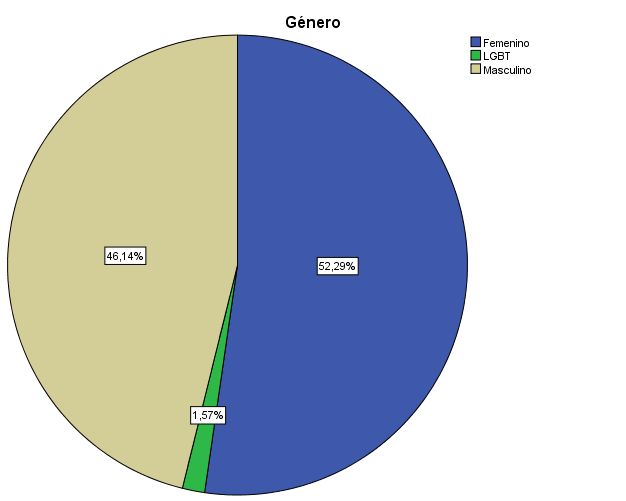 Género
Femenino
LGBT
Masculino
46,14%
52,29%
1,57%